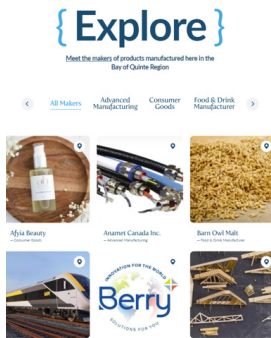 { Explore }
Meet the makers of products manufactured here in the
Bay of Quinte Region
All Makers
Advanced
Manufacturing
Consumer
Goods
Food & Drink
Manufacturer
Afyia Beauty
Anamet Canada Inc.
Barn Owl Malt
— Consumer Goods
— Advanced Manufacturing
— Food & Drink Manufacturer
INNOVATION FOR THE WORLD
Berry
SOLUTIONS FOR YOU